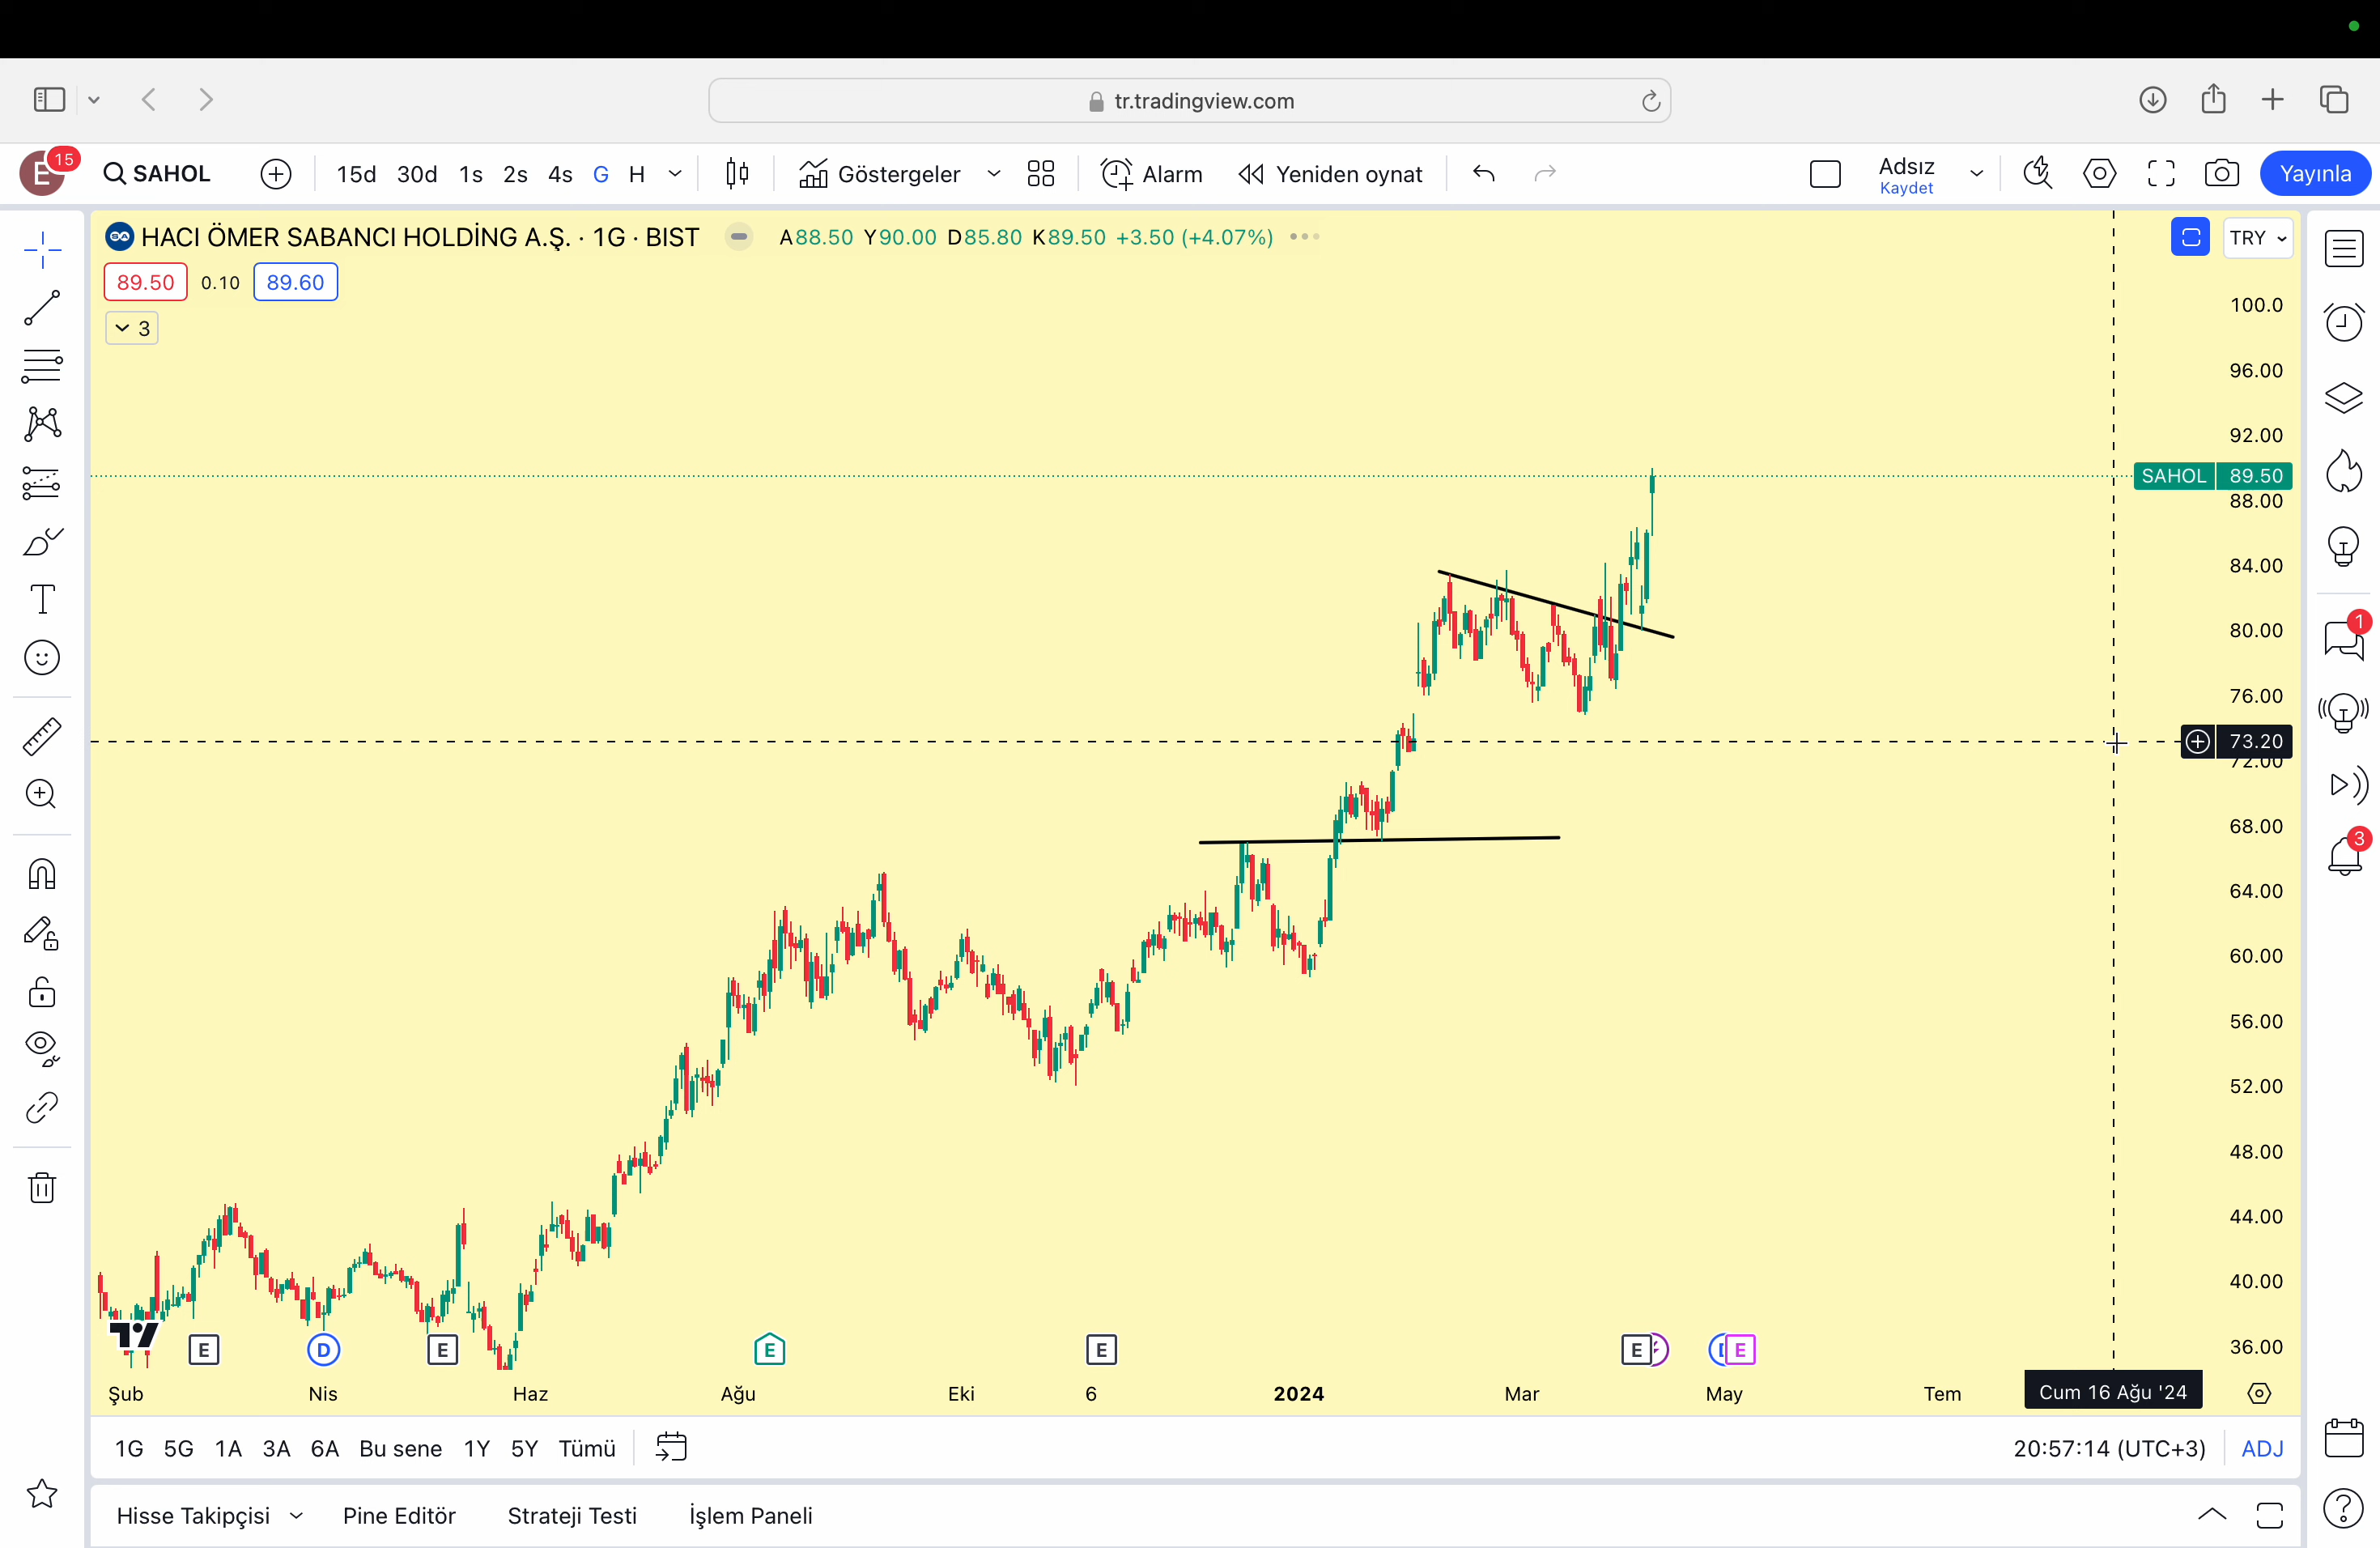 tr.tradingview.com
E 15 SAHOL 15d 30d 1s 2s 4s G H Göstergeler Alarm Yeniden oynat Adsız Kaydet Yayınla
HACI ÖMER SABANCI HOLDİNG A.Ş. · 1G · BIST A88.50 Y90.00 D85.80 K89.50 +3.50 (+4.07%) TRY
89.50 0.10 89.60
3
100.0
96.00
92.00
SAHOL 89.50
88.00
84.00
80.00
1
76.00
73.20
72.00
68.00
3
64.00
60.00
56.00
52.00
48.00
44.00
40.00
36.00
E D E E E E D E
Şub Nis Haz Ağu Eki 6 2024 Mar May Tem Cum 16 Ağu '24
1G 5G 1A 3A 6A Bu sene 1Y 5Y Tümü 20:57:14 (UTC+3) ADJ
Hisse Takipçisi Pine Editör Strateji Testi İşlem Paneli